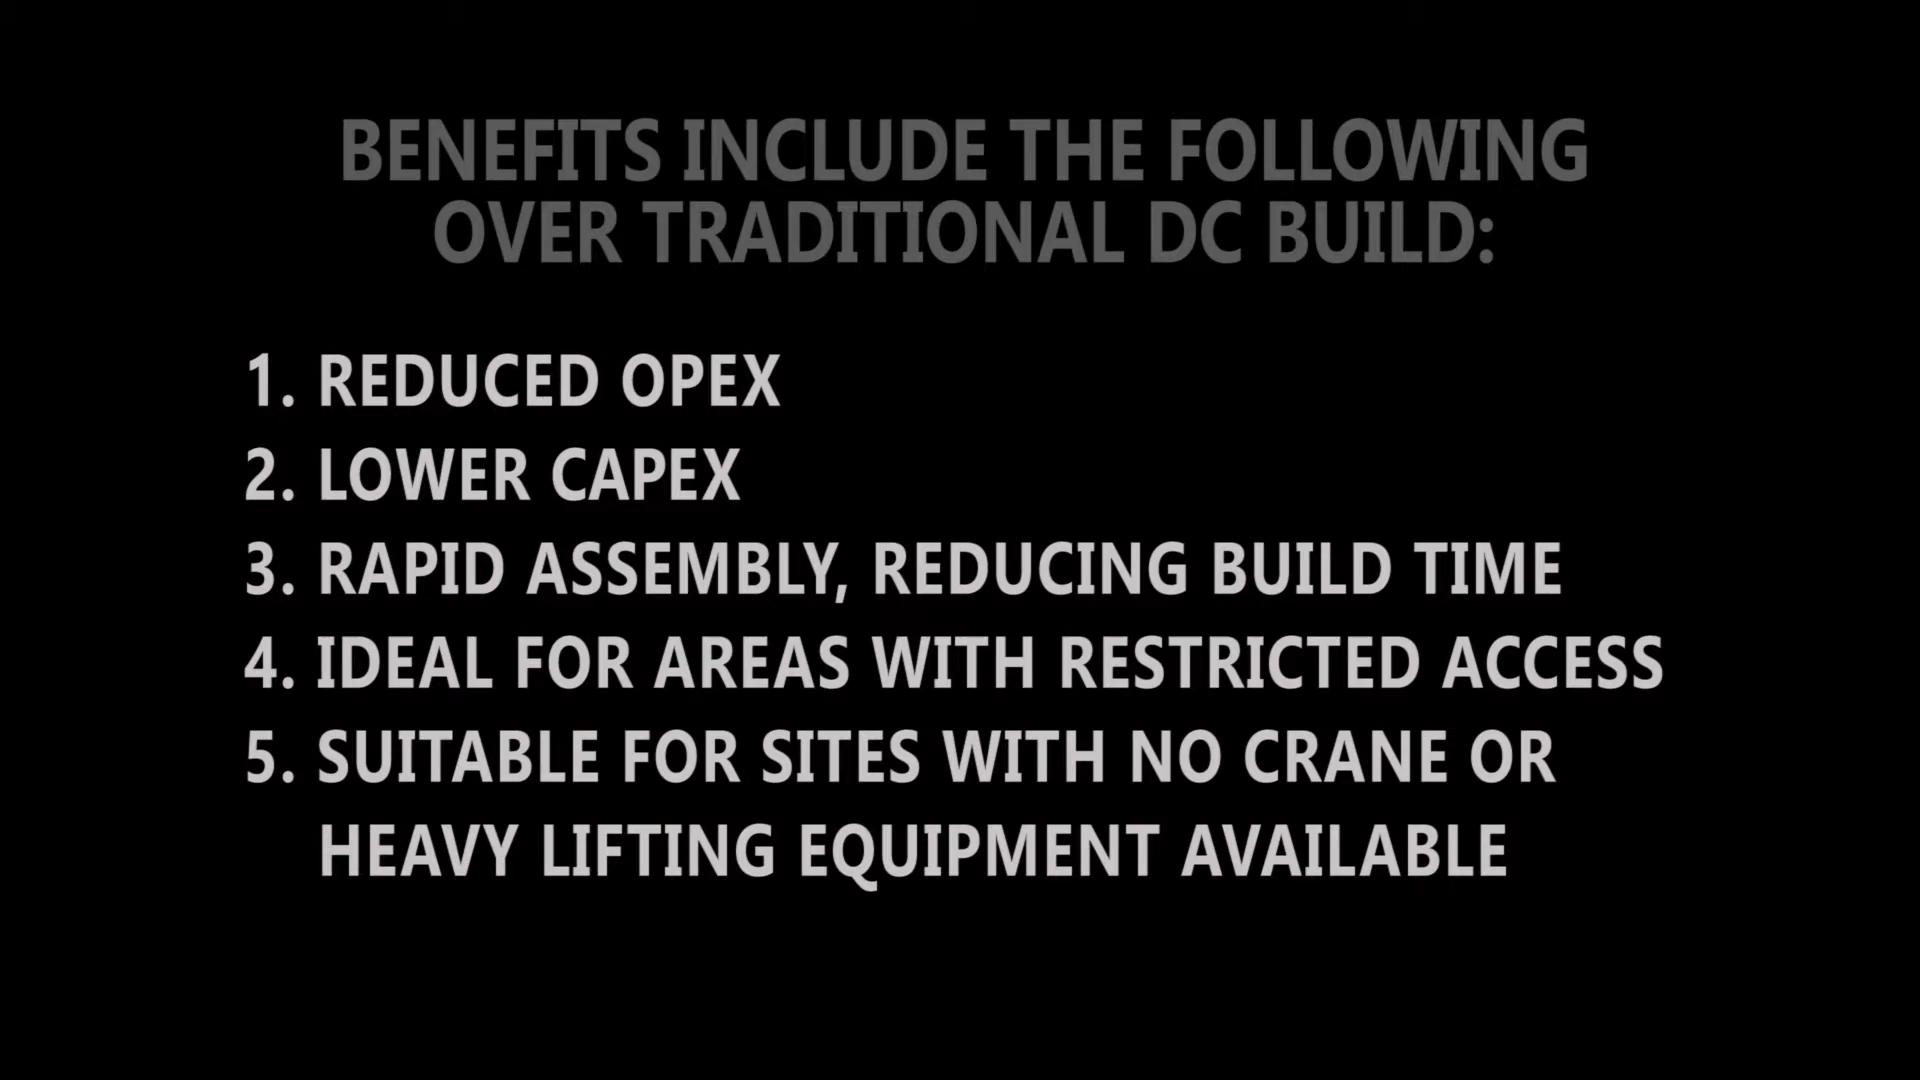 BENEFITS INCLUDE THE FOLLOWING
OVER TRADITIONAL DC BUILD:
1. REDUCED OPEX
2. LOWER CAPEX
3. RAPID ASSEMBLY, REDUCING BUILD TIME
4. IDEAL FOR AREAS WITH RESTRICTED ACCESS
5. SUITABLE FOR SITES WITH NO CRANE OR
HEAVY LIFTING EQUIPMENT AVAILABLE